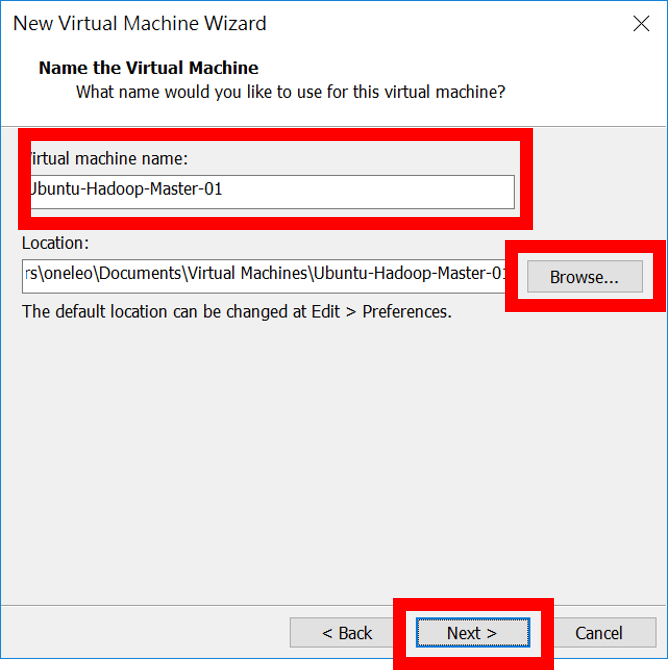 New Virtual Machine Wizard
Name the Virtual Machine
What name would you like to use for this virtual machine?
Virtual machine name:
Ubuntu-Hadoop-Master-01
Location:
rs\oneleo\Documents\Virtual Machines\Ubuntu-Hadoop-Master-01
Browse...
The default location can be changed at Edit > Preferences.
< Back
Next >
Cancel